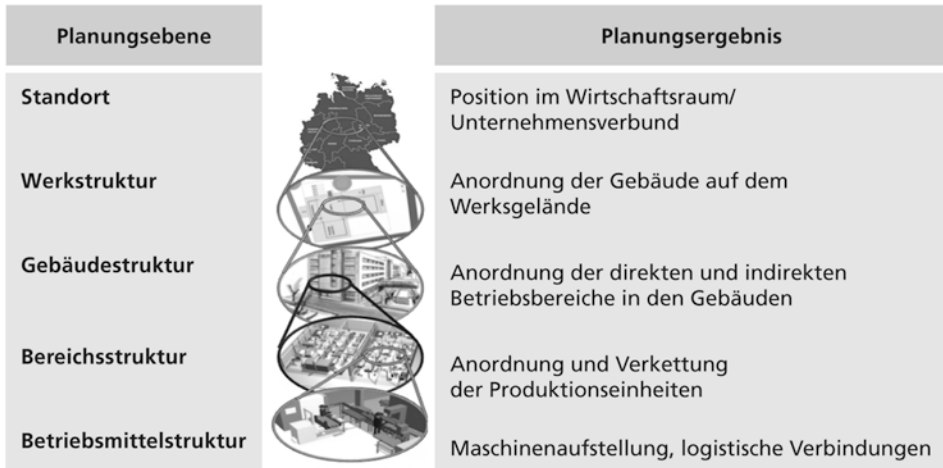 Planungsebene
Planungsergebnis
Standort
Position im Wirtschaftsraum/
Unternehmensverbund
Werkstruktur
Anordnung der Gebäude auf dem
Werksgelände
Gebäudestruktur
Anordnung der direkten und indirekten
Betriebsbereiche in den Gebäuden
Bereichsstruktur
Anordnung und Verkettung
der Produktionseinheiten
Betriebsmittelstruktur
Maschinenaufstellung, logistische Verbindungen